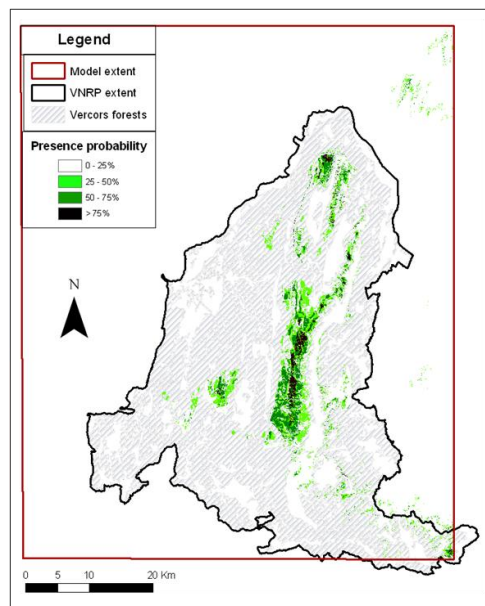 Legend
Model extent
VNRP extent
Vercors forests
Presence probability
0 - 25%
25 - 50%
50 - 75%
>75%
N
0 5 10 20 Km